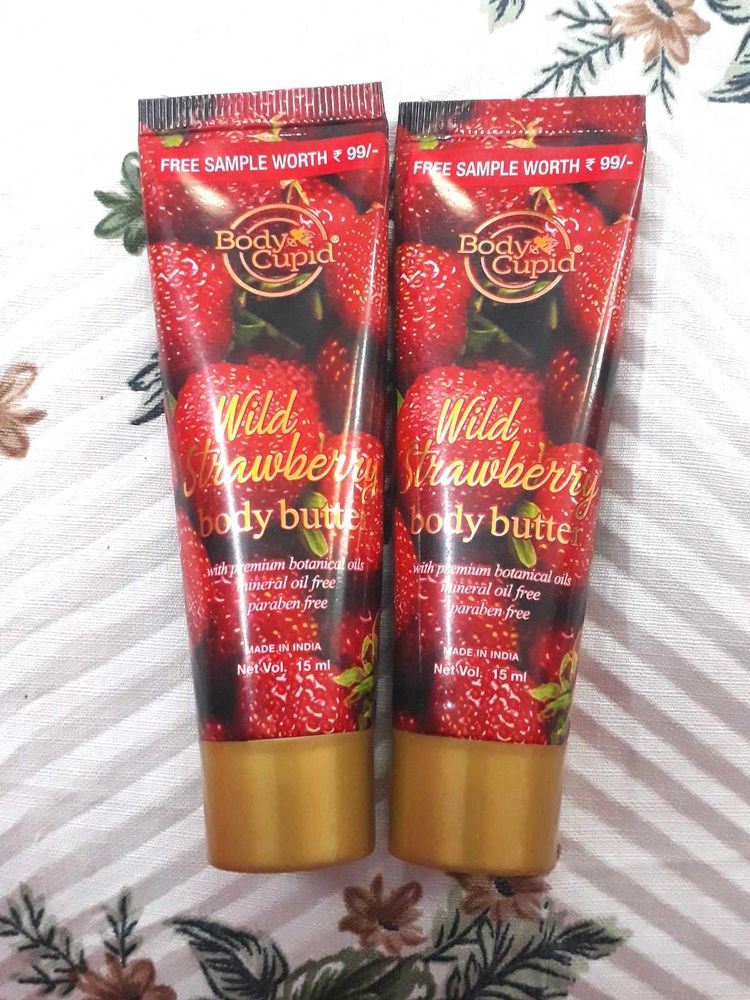 FREE SAMPLE WORTH ₹ 99/-
Body
Cupid®
Wild
Strawberry
body butter
with premium botanical oils
mineral oil free
paraben free
MADE IN INDIA
Net Vol. 15 ml
FREE SAMPLE WORTH ₹ 99/-
Body
Cupid®
Wild
Strawberry
body butter
with premium botanical oils
mineral oil free
paraben free
MADE IN INDIA
Net Vol. 15 ml